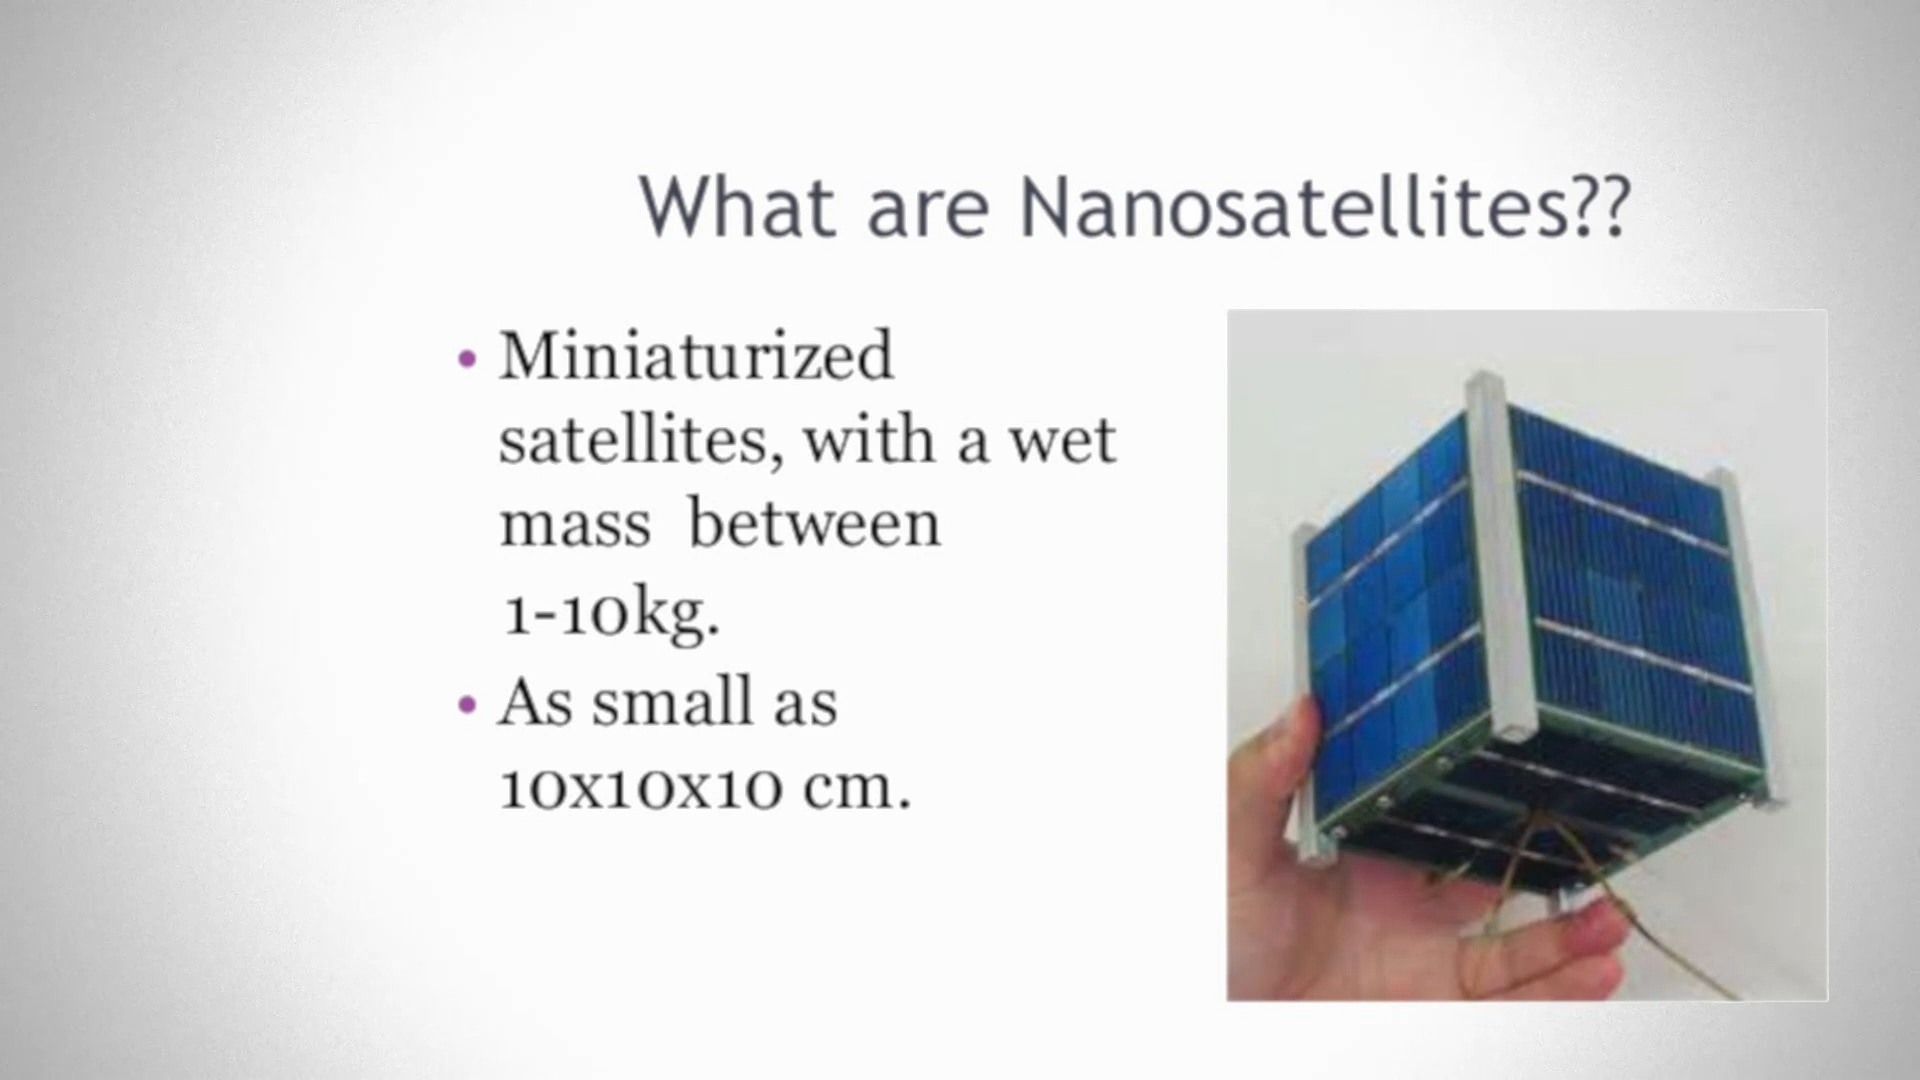 What are Nanosatellites??
• Miniaturized
satellites, with a wet
mass  between
1-10kg.
• As small as
10x10x10 cm.